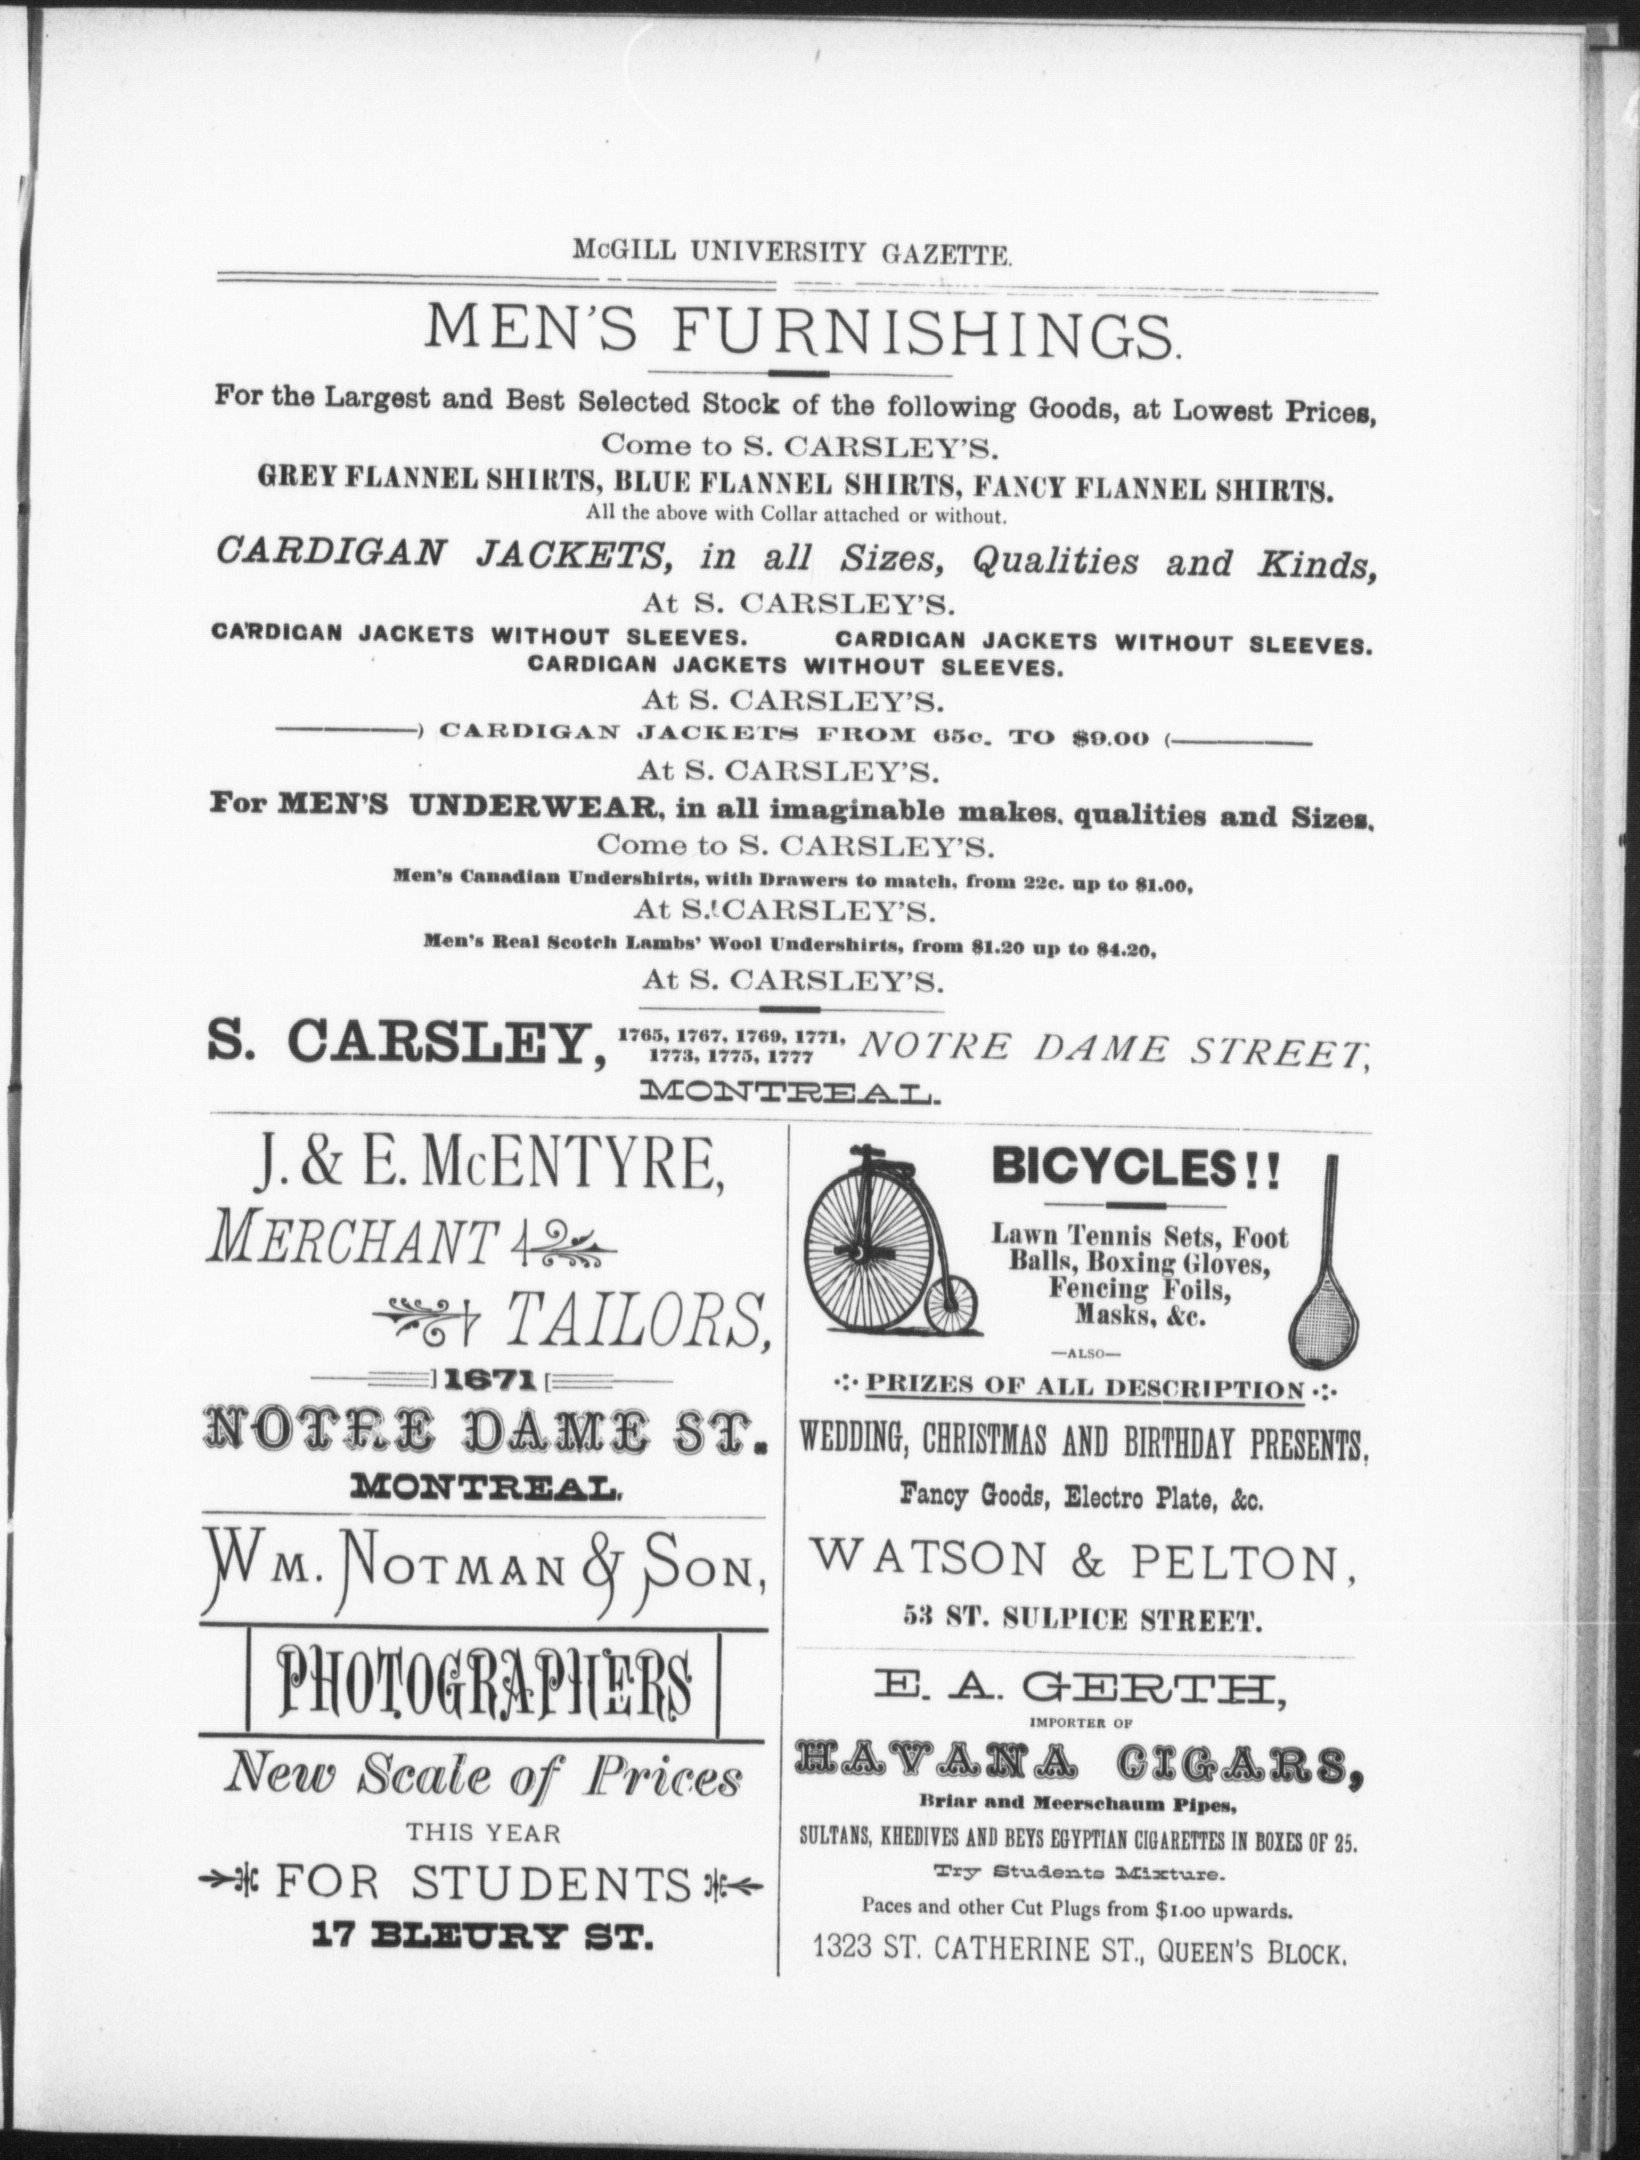 McGILL UNIVERSITY GAZETTE.
MEN'S FURNISHINGS.
For the Largest and Best Selected Stock of the following Goods, at Lowest Prices,
Come to S. CARSLEY'S.
GREY FLANNEL SHIRTS, BLUE FLANNEL SHIRTS, FANCY FLANNEL SHIRTS.
All the above with Collar attached or without.
CARDIGAN JACKETS, in all Sizes, Qualities and Kinds,
At S. CARSLEY'S.
CARDIGAN JACKETS WITHOUT SLEEVES. CARDIGAN JACKETS WITHOUT SLEEVES.
CARDIGAN JACKETS WITHOUT SLEEVES.
At S. CARSLEY'S.
) CARDIGAN JACKETS FROM 65c. TO $9.00 (
At S. CARSLEY'S.
For MEN'S UNDERWEAR, in all imaginable makes, qualities and Sizes,
Come to S. CARSLEY'S.
Men's Canadian Undershirts, with Drawers to match, from 22c. up to $1.00,
At S. CARSLEY'S.
Men's Real Scotch Lambs' Wool Undershirts, from $1.20 up to $4.20,
At S. CARSLEY'S.
S. CARSLEY, 1765, 1767, 1769, 1771, 1773, 1775, 1777 NOTRE DAME STREET,
MONTREAL.
J. & E. McENTYRE,
MERCHANT
TAILORS,
1671
NOTRE DAME ST.
MONTREAL.
WM. NOTMAN & SON,
PHOTOGRAPHERS
New Scale of Prices
THIS YEAR
FOR STUDENTS
17 BLEURY ST.
BICYCLES!!
Lawn Tennis Sets, Foot
Balls, Boxing Gloves,
Fencing Foils,
Masks, &c.
—ALSO—
PRIZES OF ALL DESCRIPTION
WEDDING, CHRISTMAS AND BIRTHDAY PRESENTS,
Fancy Goods, Electro Plate, &c.
WATSON & PELTON,
53 ST. SULPICE STREET.
E. A. GERTH,
IMPORTER OF
HAVANA CIGARS,
Briar and Meerschaum Pipes,
SULTANS, KHEDIVES AND BEYS EGYPTIAN CIGARETTES IN BOXES OF 25.
Try Students Mixture.
Paces and other Cut Plugs from $1.00 upwards.
1323 ST. CATHERINE ST., QUEEN'S BLOCK.